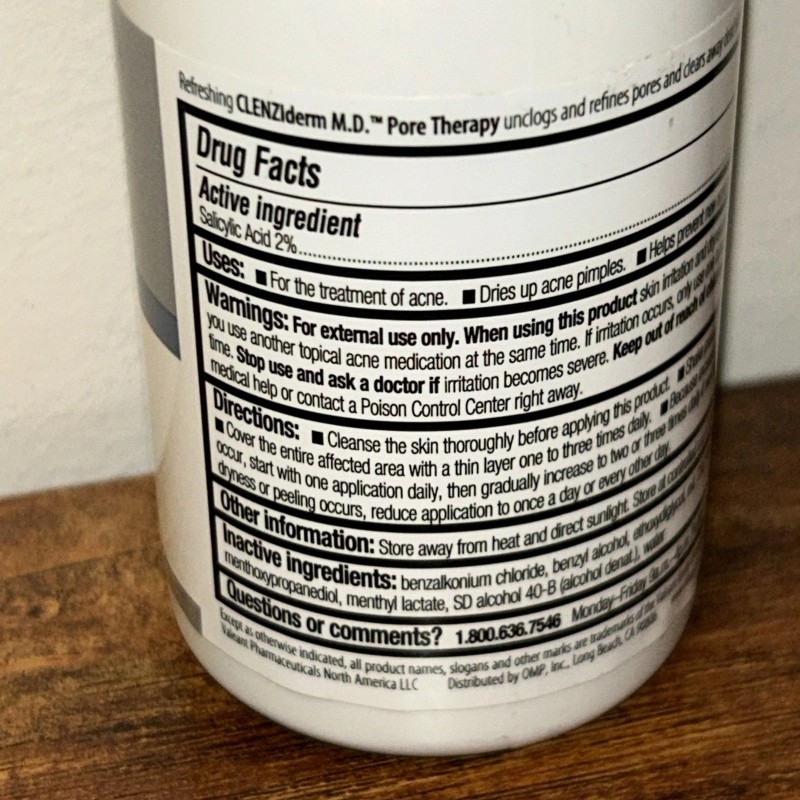 Refreshing CLENZIderm M.D.™ Pore Therapy unclogs and refines pores and clears away
Drug Facts
Active ingredient
Salicylic Acid 2%
Uses: ■ For the treatment of acne. ■ Dries up acne pimples. ■ Helps prevent new
Warnings: For external use only. When using this product skin irritation and
you use another topical acne medication at the same time. If irritation occurs, only use
time. Stop use and ask a doctor if irritation becomes severe. Keep out of reach of
medical help or contact a Poison Control Center right away.
Directions: ■ Cleanse the skin thoroughly before applying this product. ■
■ Cover the entire affected area with a thin layer one to three times daily. ■ Because
occur, start with one application daily, then gradually increase to two or three times daily
dryness or peeling occurs, reduce application to once a day or every other day.
Other information: Store away from heat and direct sunlight. Store at
Inactive ingredients: benzalkonium chloride, benzyl alcohol, ethoxydiglycol,
menthoxypropanediol, menthyl lactate, SD alcohol 40-B (alcohol denat.), water
Questions or comments? 1.800.636.7546 Monday–Friday
Except as otherwise indicated, all product names, slogans and other marks are trademarks of the
Valeant Pharmaceuticals North America LLC Distributed by OMP, Inc., Long Beach, CA